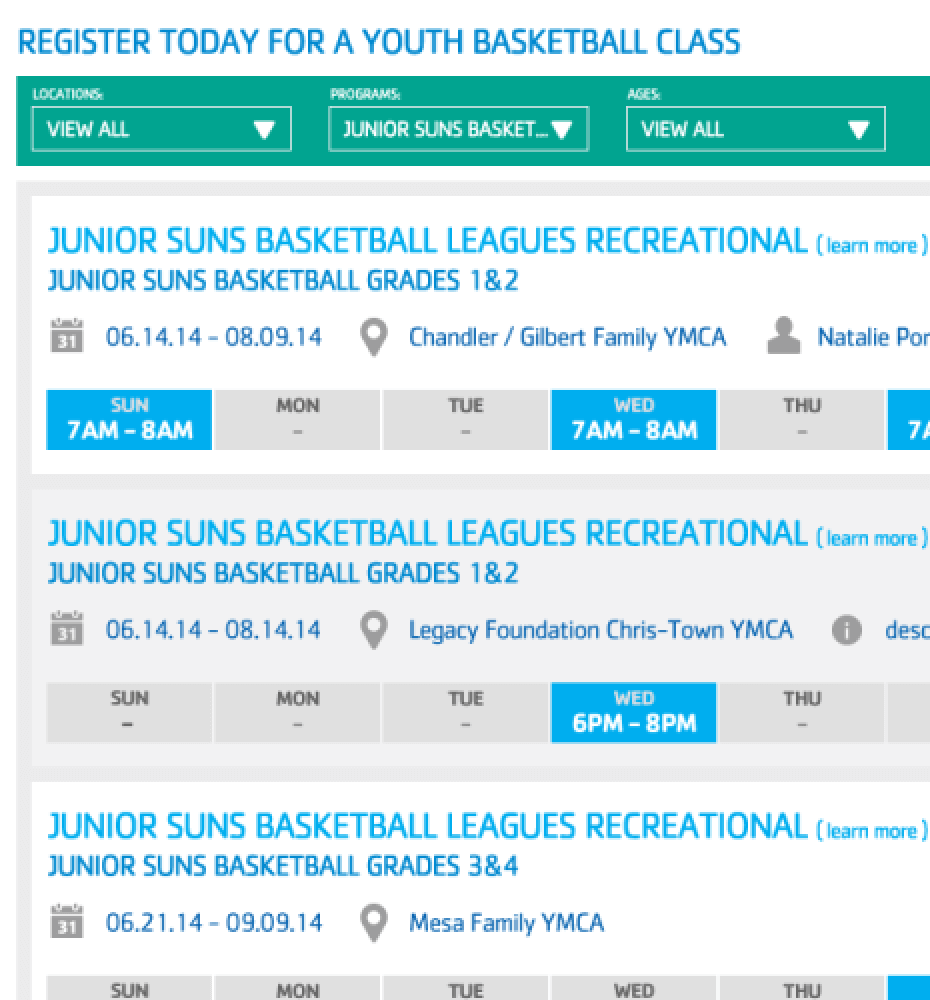 REGISTER TODAY FOR A YOUTH BASKETBALL CLASS
LOCATIONS: PROGRAMS: AGES:
VIEW ALL JUNIOR SUNS BASKET... VIEW ALL
JUNIOR SUNS BASKETBALL LEAGUES RECREATIONAL ( learn more )
JUNIOR SUNS BASKETBALL GRADES 1&2
31 06.14.14 - 08.09.14 Chandler / Gilbert Family YMCA Natalie Por
SUN MON TUE WED THU
7AM - 8AM - - 7AM - 8AM - 7A
JUNIOR SUNS BASKETBALL LEAGUES RECREATIONAL ( learn more )
JUNIOR SUNS BASKETBALL GRADES 1&2
31 06.14.14 - 08.14.14 Legacy Foundation Chris-Town YMCA i desc
SUN MON TUE WED THU
- - - 6PM - 8PM -
JUNIOR SUNS BASKETBALL LEAGUES RECREATIONAL ( learn more )
JUNIOR SUNS BASKETBALL GRADES 3&4
31 06.21.14 - 09.09.14 Mesa Family YMCA
SUN MON TUE WED THU